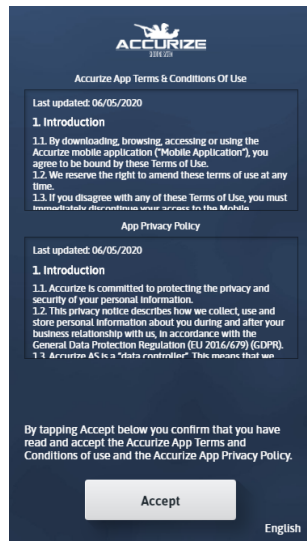 ACCURIZE
Accurize App Terms & Conditions Of Use
Last updated: 06/05/2020
1. Introduction
1.1. By downloading, browsing, accessing or using the
Accurize mobile application ("Mobile Application"), you
agree to be bound by these Terms of Use.
1.2. We reserve the right to amend these terms of use at any
time.
1.3. If you disagree with any of these Terms of Use, you must
immediately discontinue your access to the Mobile
App Privacy Policy
Last updated: 06/05/2020
1. Introduction
1.1. Accurize is committed to protecting the privacy and
security of your personal information.
1.2. This privacy notice describes how we collect, use and
store personal information about you during and after your
business relationship with us, in accordance with the
General Data Protection Regulation (EU 2016/679) (GDPR).
1.3. Accurize AS is a "data controller". This means that we
By tapping Accept below you confirm that you have
read and accept the Accurize App Terms and
Conditions of use and the Accurize App Privacy Policy.
Accept
English